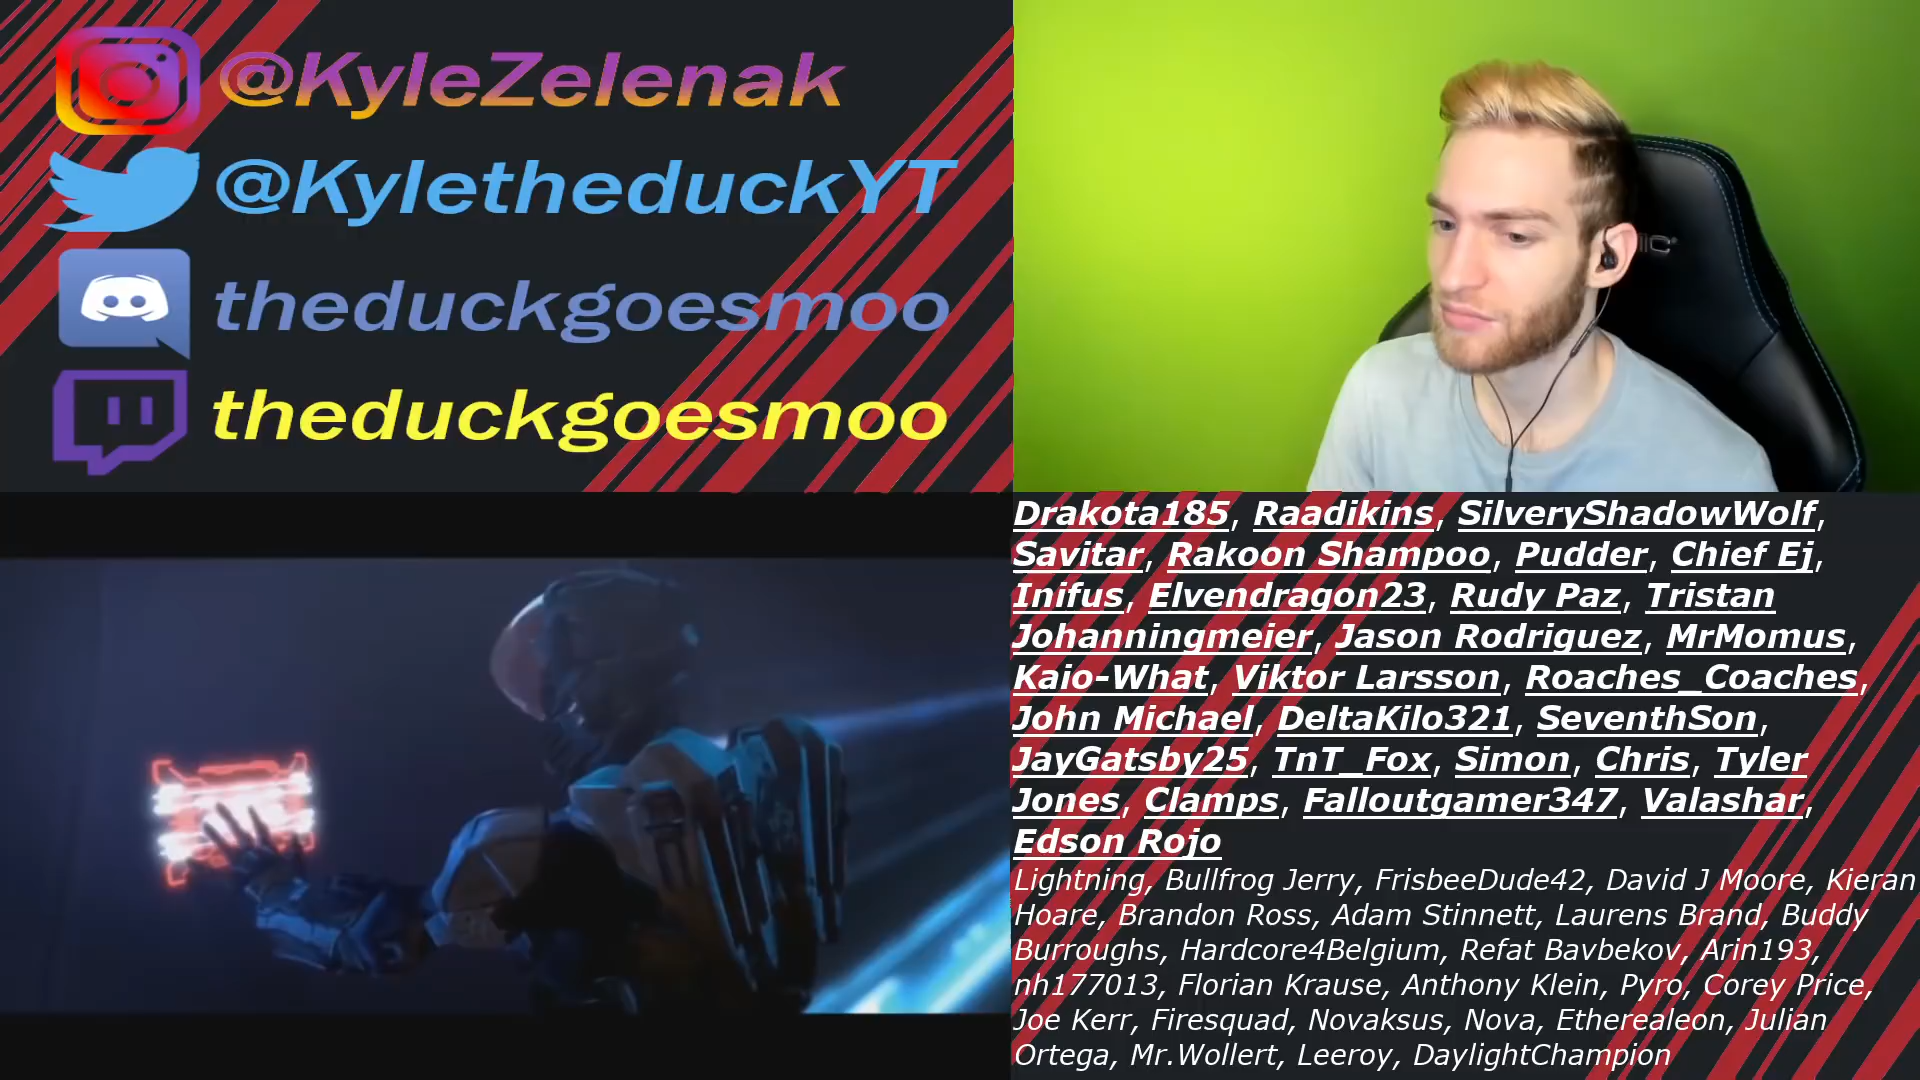 @KyleZelenak
@KyletheduckYT
theduckgoesmoo
theduckgoesmoo
Drakota185, Raadikins, SilveryShadowWolf,
Savitar, Rakoon Shampoo, Pudder, Chief Ej,
Inifus, Elvendragon23, Rudy Paz, Tristan
Johanningmeier, Jason Rodriguez, MrMomus,
Kaio-What, Viktor Larsson, Roaches_Coaches,
John Michael, DeltaKilo321, SeventhSon,
JayGatsby25, TnT_Fox, Simon, Chris, Tyler
Jones, Clamps, Falloutgamer347, Valashar,
Edson Rojo
Lightning, Bullfrog Jerry, FrisbeeDude42, David J Moore, Kieran
Hoare, Brandon Ross, Adam Stinnett, Laurens Brand, Buddy
Burroughs, Hardcore4Belgium, Refat Bavbekov, Arin193,
nh177013, Florian Krause, Anthony Klein, Pyro, Corey Price,
Joe Kerr, Firesquad, Novaksus, Nova, Etherealeon, Julian
Ortega, Mr.Wollert, Leeroy, DaylightChampion